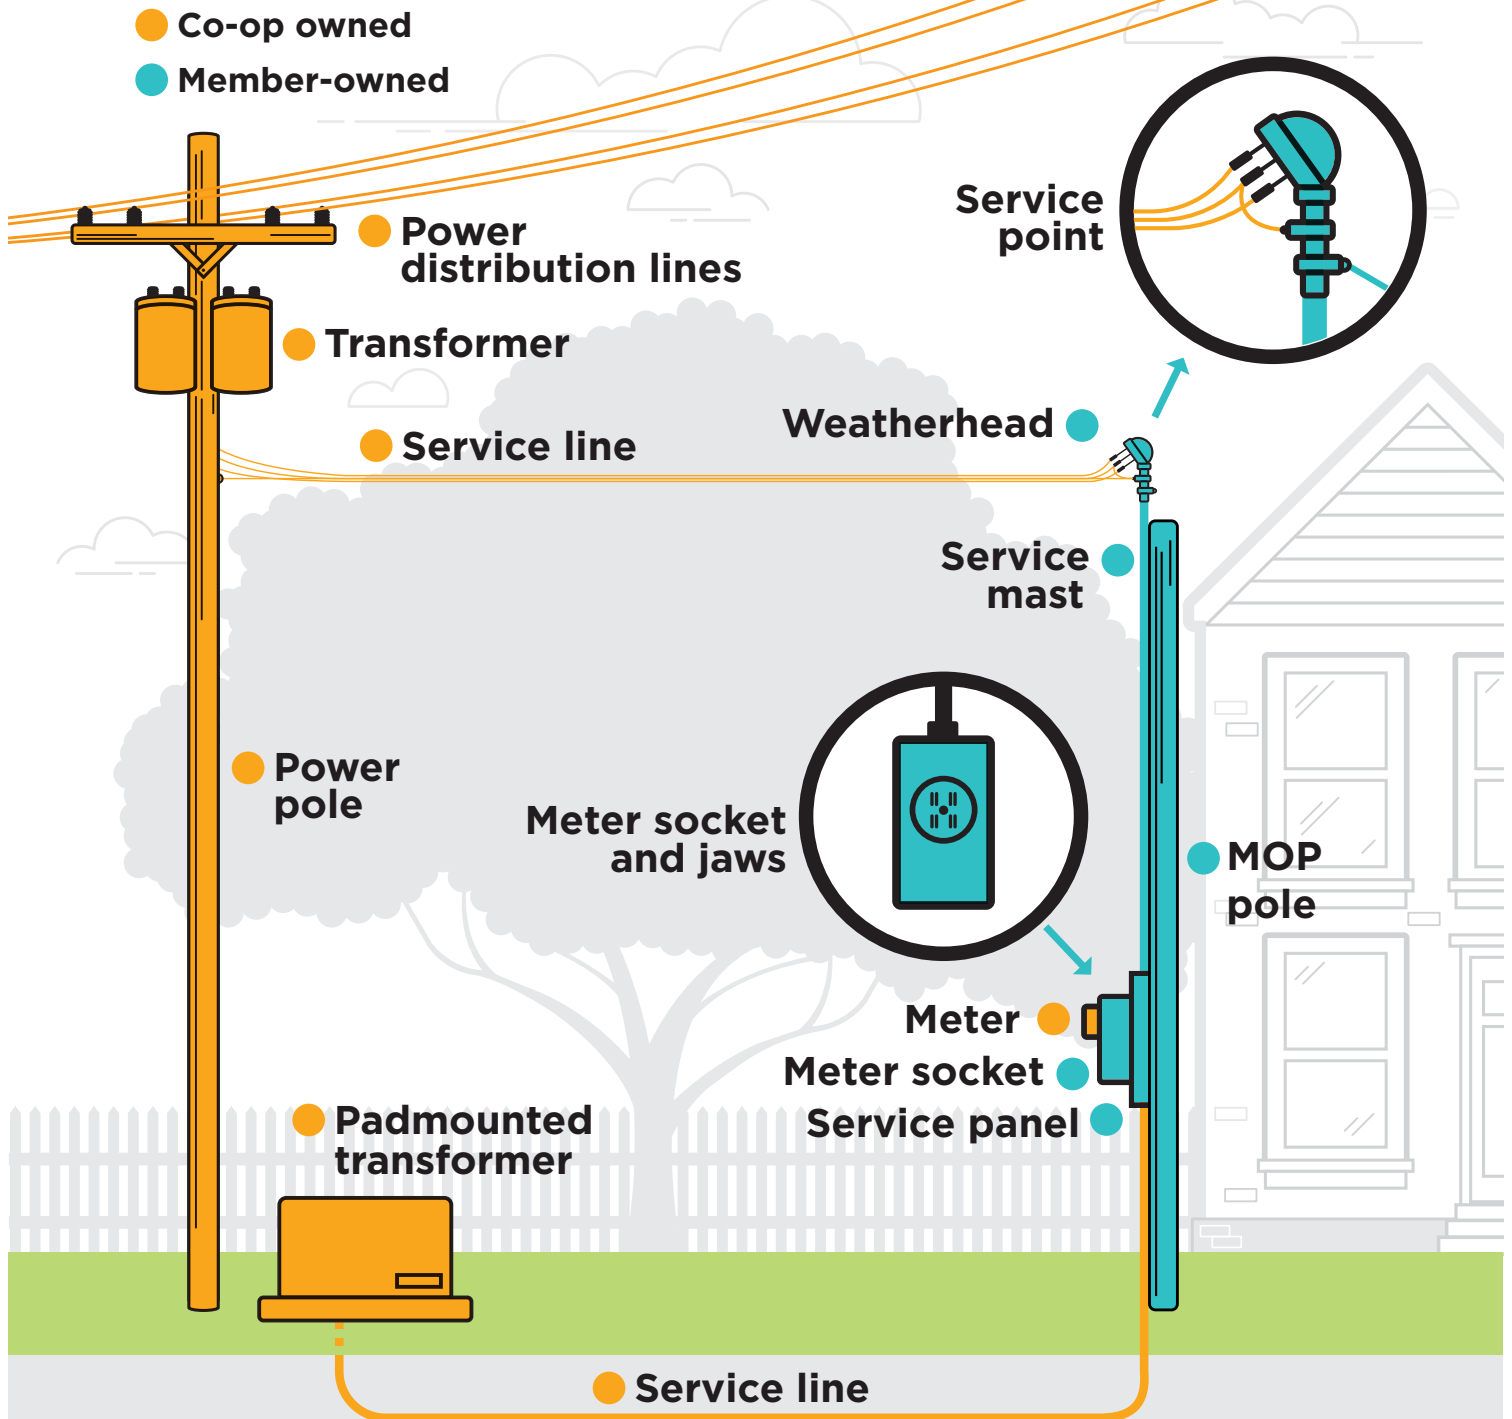 Co-op owned
Member-owned
Service
point
Power
distribution lines
Transformer
Weatherhead
Service line
Service
mast
Power
pole
Meter socket
and jaws
MOP
pole
Meter
Meter socket
Service panel
Padmounted
transformer
Service line